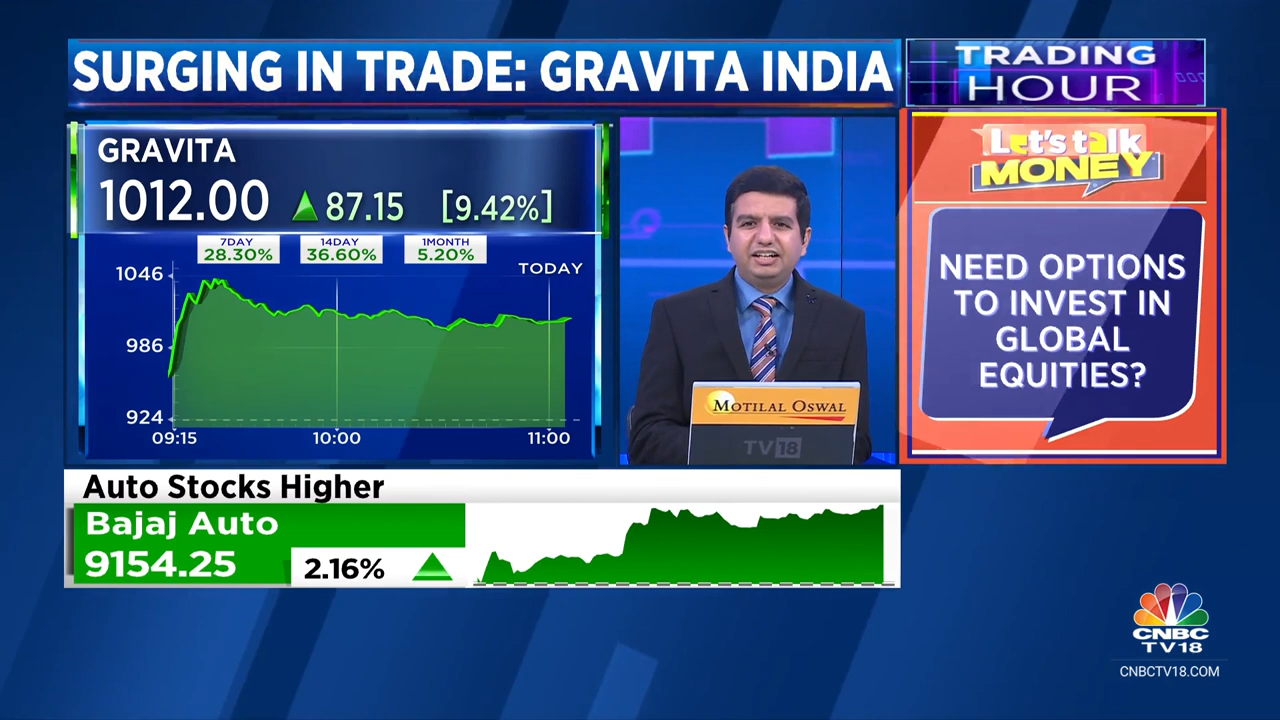 SURGING IN TRADE: GRAVITA INDIA
TRADING
HOUR
GRAVITA
1012.00 ▲ 87.15 [9.42%]
7DAY
28.30%
14DAY
36.60%
1MONTH
5.20%
TODAY
1046
986
924
09:15
10:00
11:00
MOTILAL OSWAL
TV18
Let's talk
MONEY
NEED OPTIONS
TO INVEST IN
GLOBAL
EQUITIES?
Auto Stocks Higher
Bajaj Auto
9154.25
2.16%
CNBC
TV18
CNBCTV18.COM